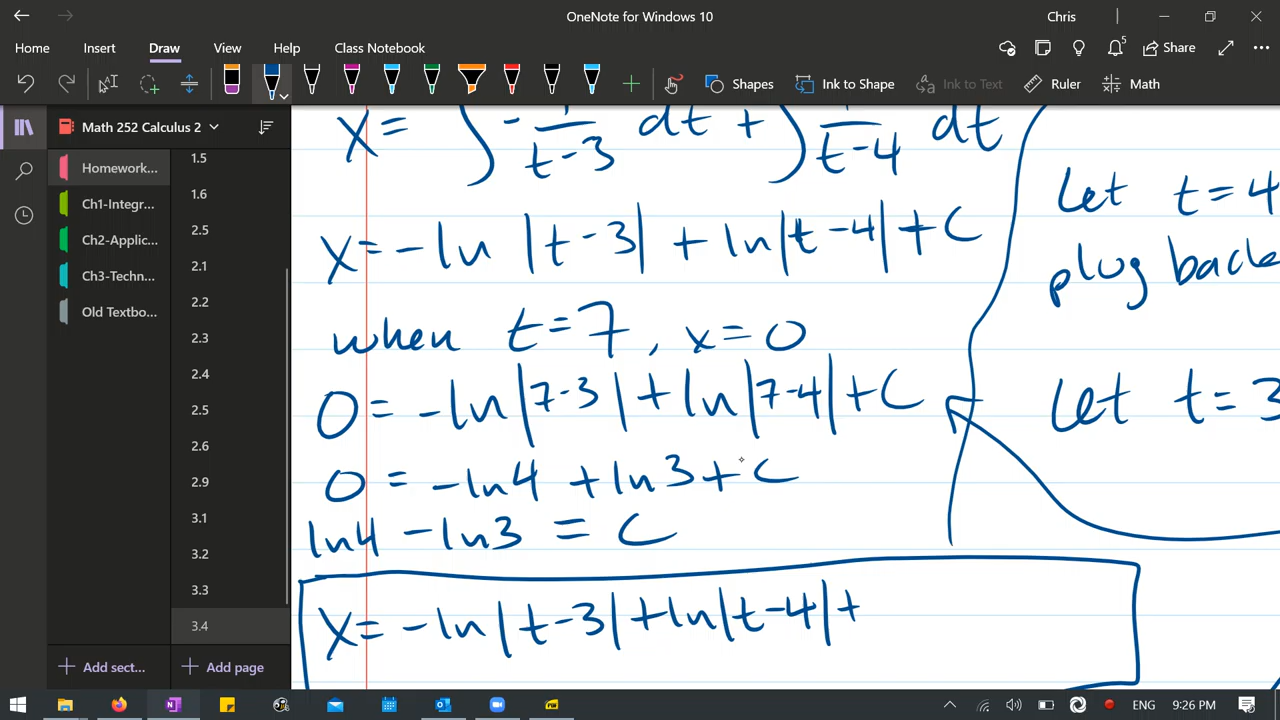 OneNote for Windows 10
Chris
Home Insert Draw View Help Class Notebook
5
Share
Shapes Ink to Shape Ink to Text Ruler Math
Math 252 Calculus 2
Homework...
Ch1-Integr...
Ch2-Applic...
Ch3-Techn...
Old Textbo...
1.5
1.6
2.5
2.1
2.2
2.3
2.4
2.5
2.6
2.9
3.1
3.2
3.3
3.4
Add sect...
Add page
x = ∫ - 1/(t-3) dt + ∫ 1/(t-4) dt
x = -ln |t-3| + ln|t-4| + C
when t=7, x=0
0 = -ln|7-3| + ln|7-4| + C
0 = -ln4 + ln3 + C
ln4 - ln3 = C
x = -ln|t-3| + ln|t-4| +
Let t=4
plug back
Let t=3
ENG 9:26 PM